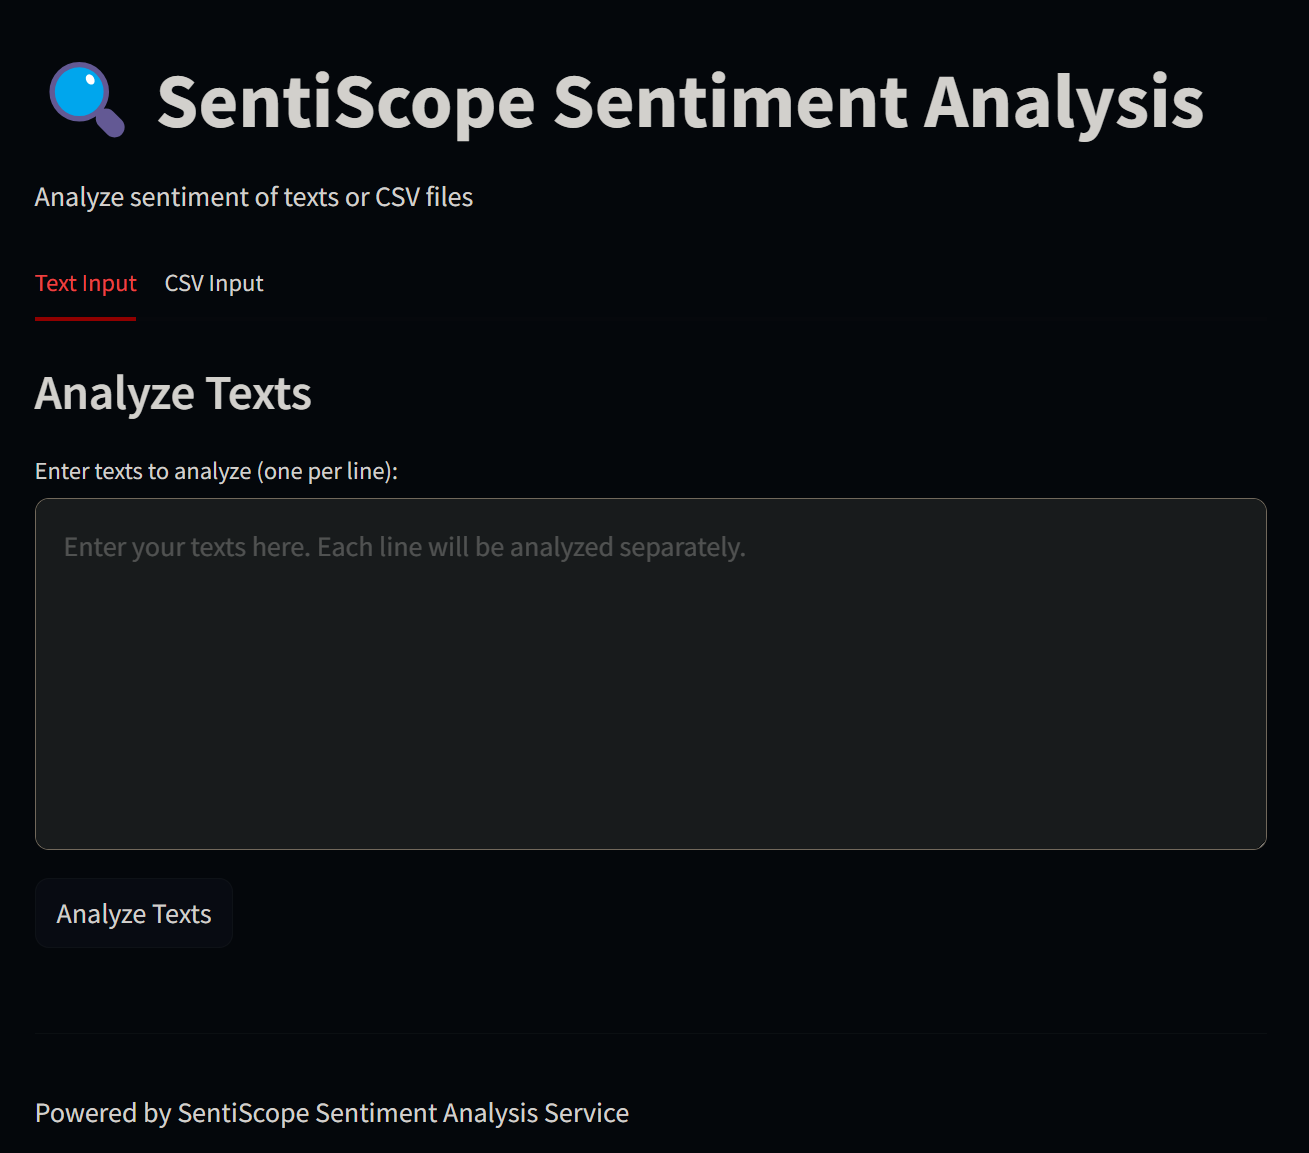 SentiScope Sentiment Analysis
Analyze sentiment of texts or CSV files
Text Input CSV Input
Analyze Texts
Enter texts to analyze (one per line):
Enter your texts here. Each line will be analyzed separately.
Analyze Texts
Powered by SentiScope Sentiment Analysis Service